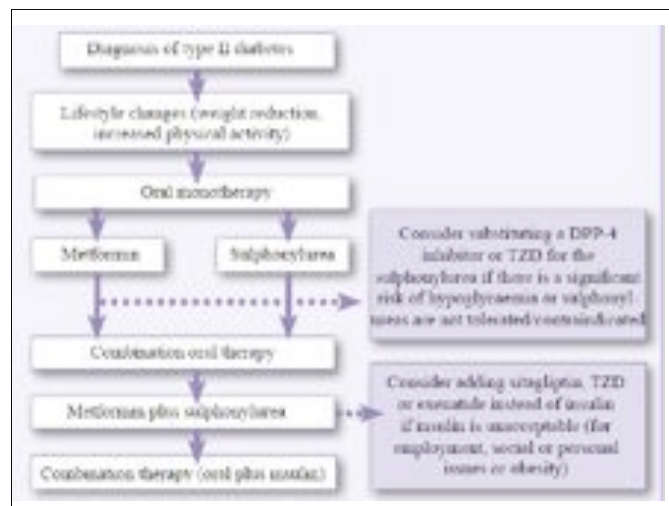 Diagnosis of type II diabetes
Lifestyle changes (weight reduction,
increased physical activity)
Oral monotherapy
Metformin
Sulphonylurea
Consider substituting a DPP-4
inhibitor or TZD for the
sulphonylurea if there is a significant
risk of hypoglycaemia or sulphonyl
ureas are not tolerated/contraindicated
Combination oral therapy
Metformin plus sulphonylurea
Consider adding sitagliptin, TZD
or exenatide instead of insulin
if insulin is unacceptable (for
employment, social or personal
issues or obesity)
Combination therapy (oral plus insulin)